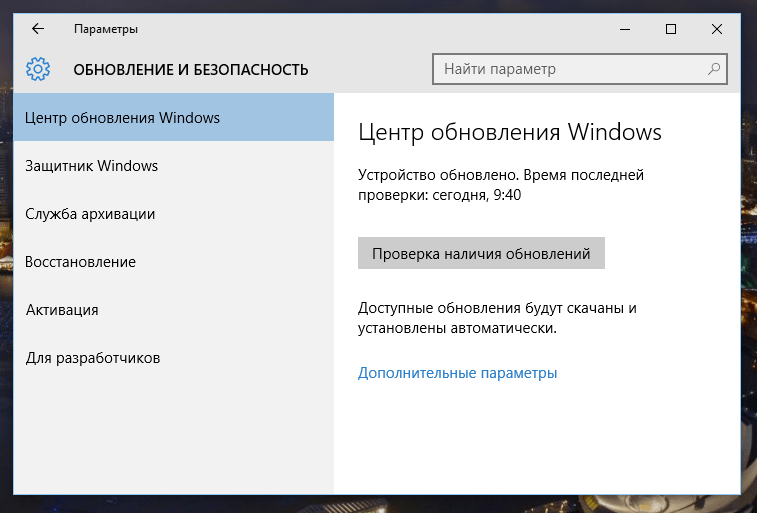 Параметры
ОБНОВЛЕНИЕ И БЕЗОПАСНОСТЬ
Найти параметр
Центр обновления Windows
Защитник Windows
Служба архивации
Восстановление
Активация
Для разработчиков
Центр обновления Windows
Устройство обновлено. Время последней
проверки: сегодня, 9:40
Проверка наличия обновлений
Доступные обновления будут скачаны и
установлены автоматически.
Дополнительные параметры